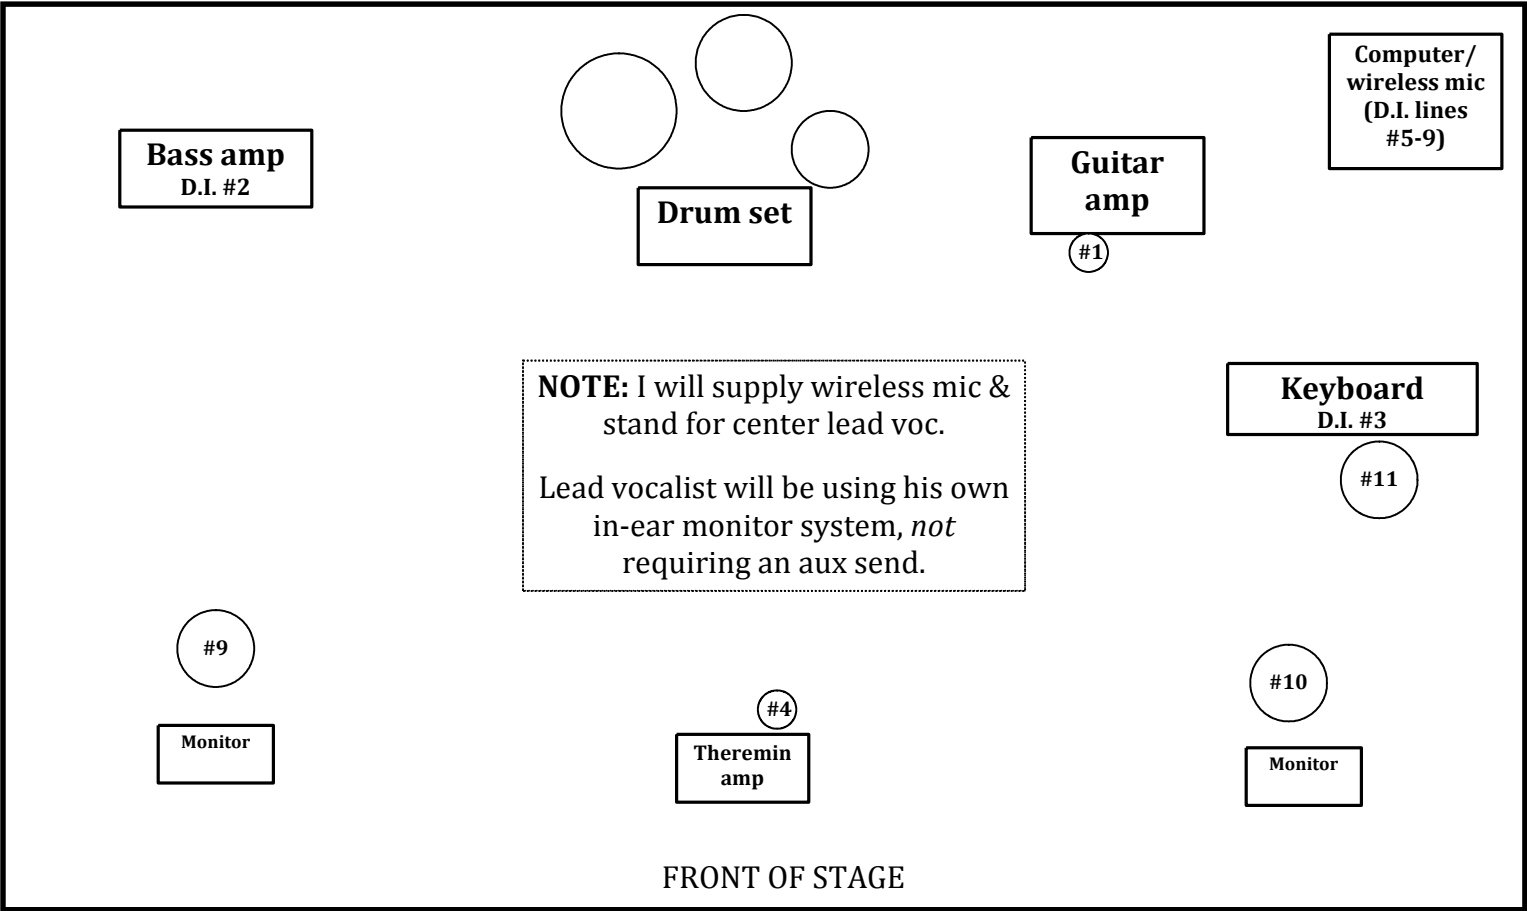 Computer/
wireless mic
(D.I. lines
#5-9)
Bass amp
D.I. #2
Guitar
amp
Drum set
#1
NOTE: I will supply wireless mic &
stand for center lead voc.
Lead vocalist will be using his own
in-ear monitor system, not
requiring an aux send.
Keyboard
D.I. #3
#11
#9
#10
#4
Monitor
Theremin
amp
Monitor
FRONT OF STAGE